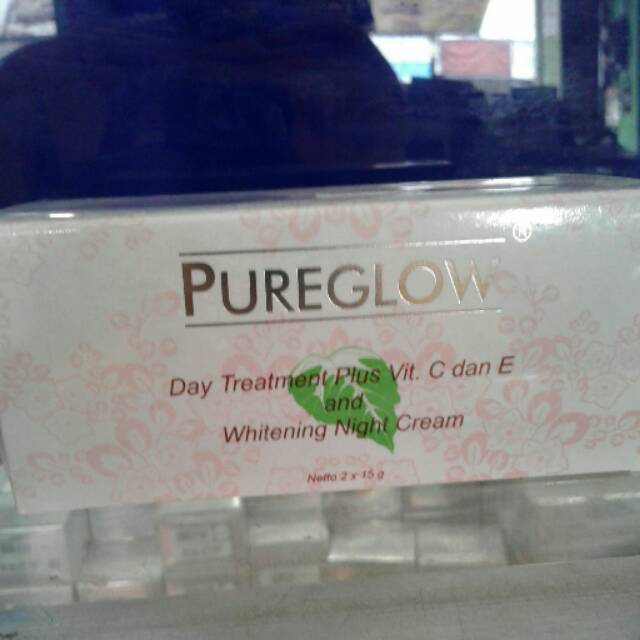 PUREGLOW®
Day Treatment Plus Vit. C dan E
and
Whitening Night Cream
Netto 2 x 15 g